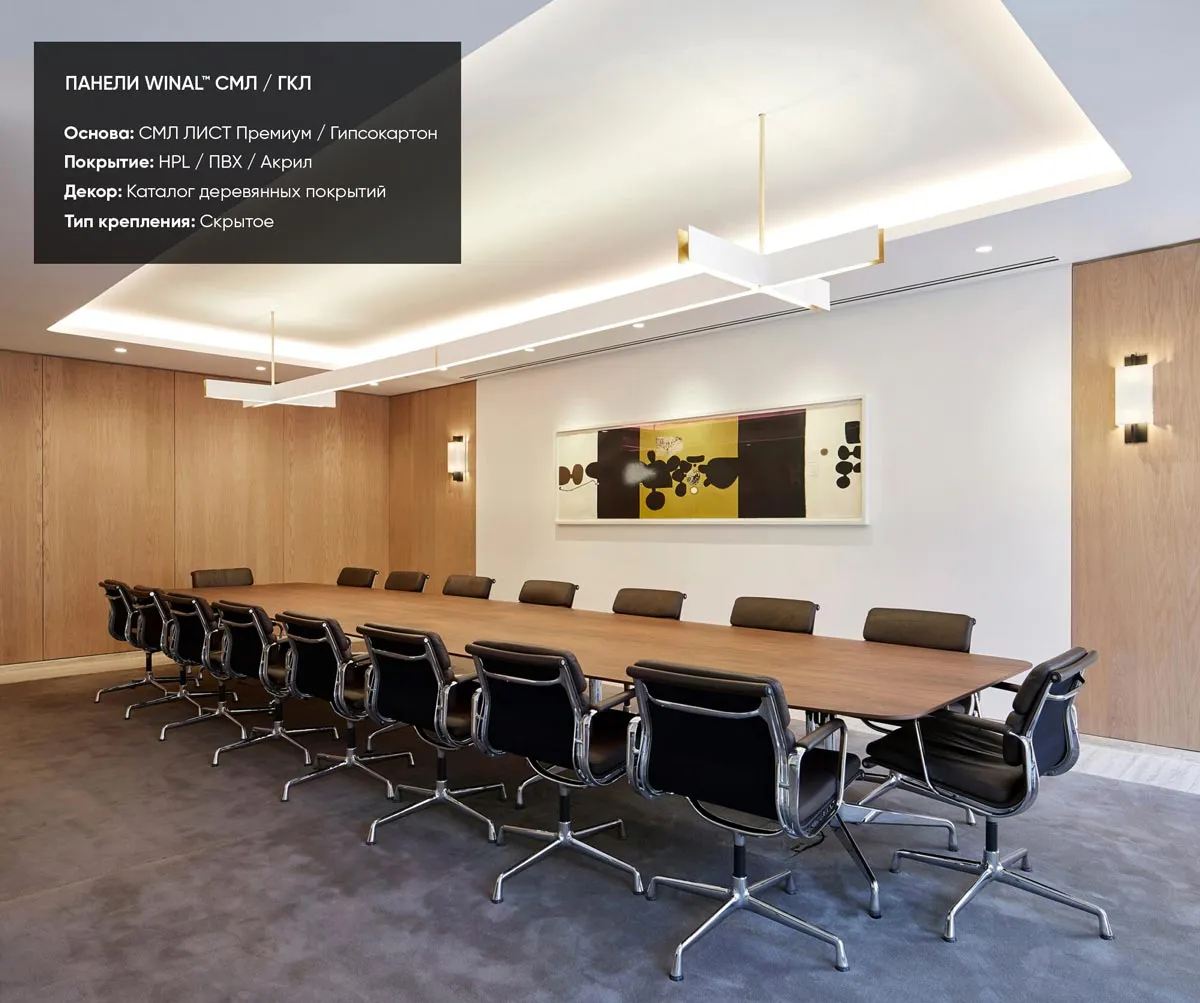 ПАНЕЛИ WINAL™ СМЛ / ГКЛ
Основа: СМЛ ЛИСТ Премиум / Гипсокартон
Покрытие: HPL / ПВХ / Акрил
Декор: Каталог деревянных покрытий
Тип крепления: Скрытое